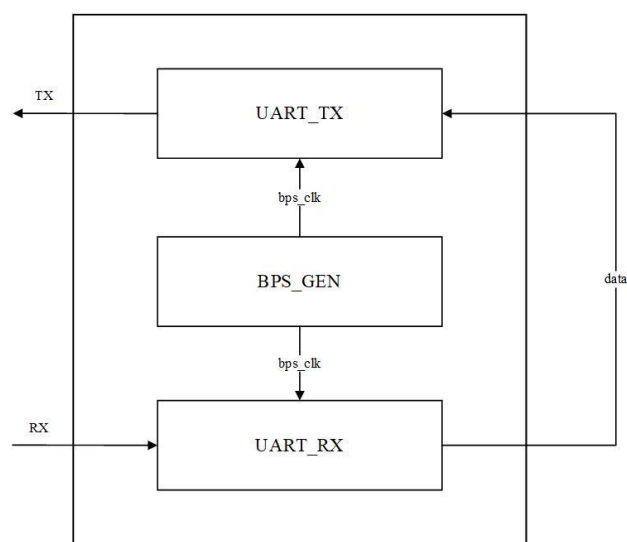 TX
UART_TX
bps_clk
BPS_GEN
data
bps_clk
RX
UART_RX